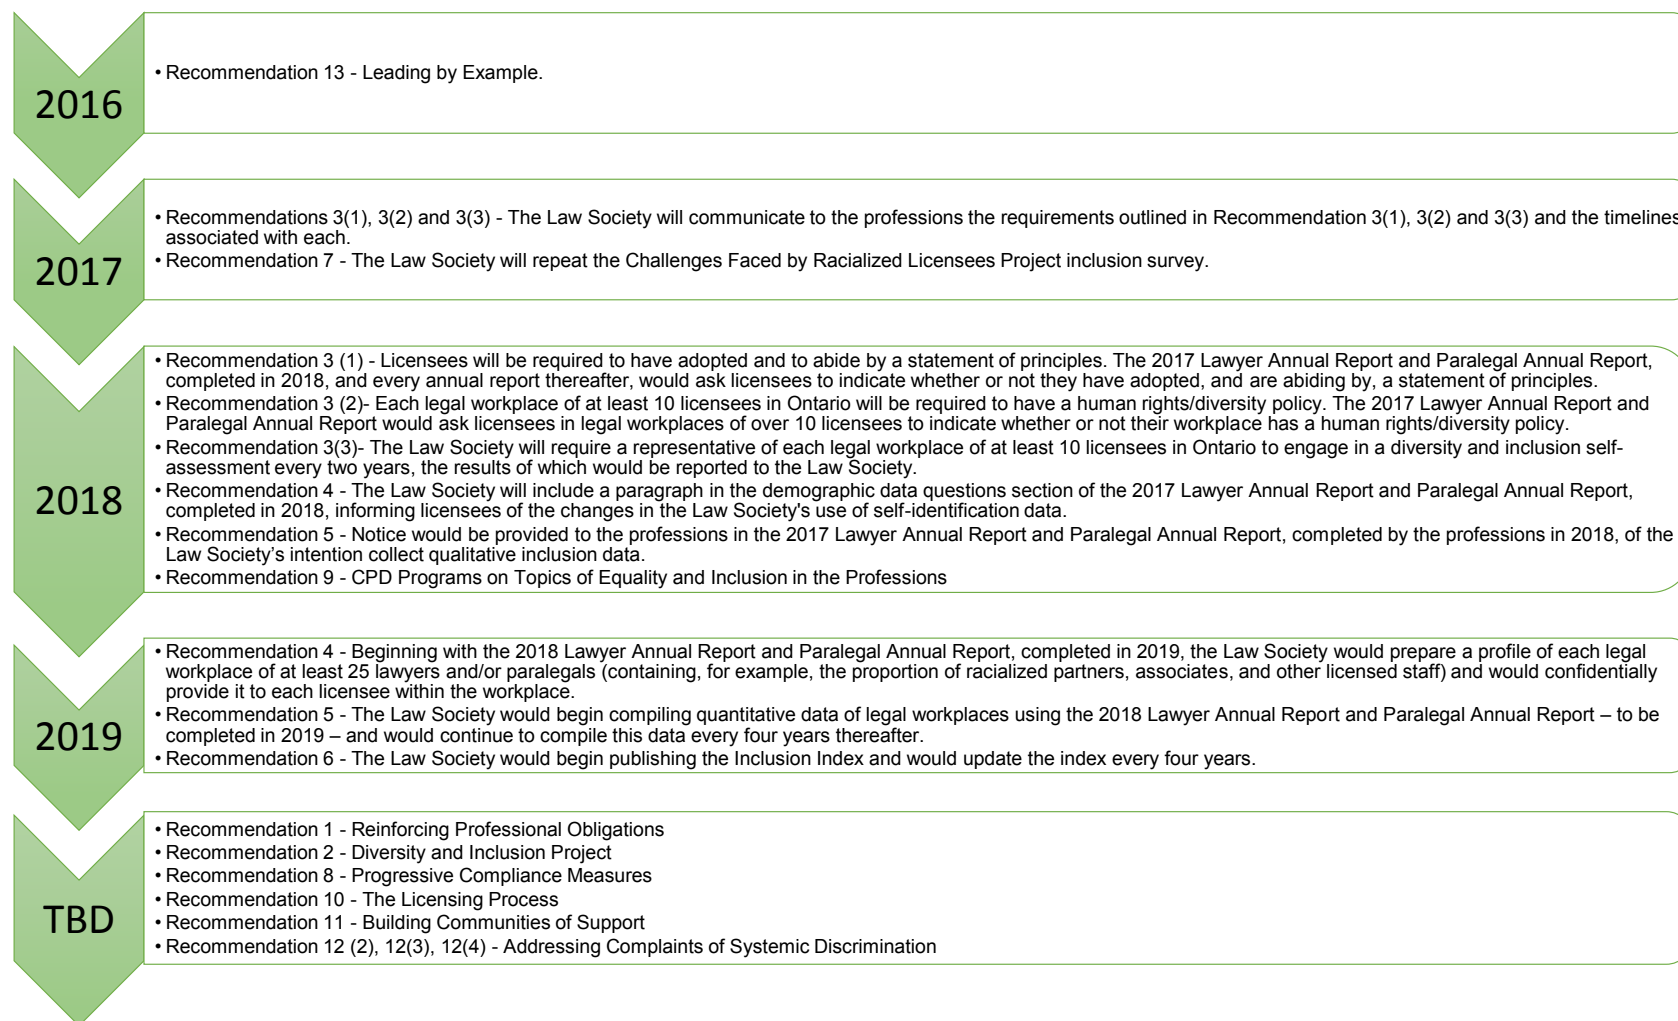 2016
• Recommendation 13 - Leading by Example.
2017
• Recommendations 3(1), 3(2) and 3(3) - The Law Society will communicate to the professions the requirements outlined in Recommendation 3(1), 3(2) and 3(3) and the timelines
associated with each.
• Recommendation 7 - The Law Society will repeat the Challenges Faced by Racialized Licensees Project inclusion survey.
2018
• Recommendation 3 (1) - Licensees will be required to have adopted and to abide by a statement of principles. The 2017 Lawyer Annual Report and Paralegal Annual Report,
completed in 2018, and every annual report thereafter, would ask licensees to indicate whether or not they have adopted, and are abiding by, a statement of principles.
• Recommendation 3 (2)- Each legal workplace of at least 10 licensees in Ontario will be required to have a human rights/diversity policy. The 2017 Lawyer Annual Report and
Paralegal Annual Report would ask licensees in legal workplaces of over 10 licensees to indicate whether or not their workplace has a human rights/diversity policy.
• Recommendation 3(3)- The Law Society will require a representative of each legal workplace of at least 10 licensees in Ontario to engage in a diversity and inclusion self-
assessment every two years, the results of which would be reported to the Law Society.
• Recommendation 4 - The Law Society will include a paragraph in the demographic data questions section of the 2017 Lawyer Annual Report and Paralegal Annual Report,
completed in 2018, informing licensees of the changes in the Law Society's use of self-identification data.
• Recommendation 5 - Notice would be provided to the professions in the 2017 Lawyer Annual Report and Paralegal Annual Report, completed by the professions in 2018, of the
Law Society’s intention collect qualitative inclusion data.
• Recommendation 9 - CPD Programs on Topics of Equality and Inclusion in the Professions
2019
• Recommendation 4 - Beginning with the 2018 Lawyer Annual Report and Paralegal Annual Report, completed in 2019, the Law Society would prepare a profile of each legal
workplace of at least 25 lawyers and/or paralegals (containing, for example, the proportion of racialized partners, associates, and other licensed staff) and would confidentially
provide it to each licensee within the workplace.
• Recommendation 5 - The Law Society would begin compiling quantitative data of legal workplaces using the 2018 Lawyer Annual Report and Paralegal Annual Report – to be
completed in 2019 – and would continue to compile this data every four years thereafter.
• Recommendation 6 - The Law Society would begin publishing the Inclusion Index and would update the index every four years.
TBD
• Recommendation 1 - Reinforcing Professional Obligations
• Recommendation 2 - Diversity and Inclusion Project
• Recommendation 8 - Progressive Compliance Measures
• Recommendation 10 - The Licensing Process
• Recommendation 11 - Building Communities of Support
• Recommendation 12 (2), 12(3), 12(4) - Addressing Complaints of Systemic Discrimination